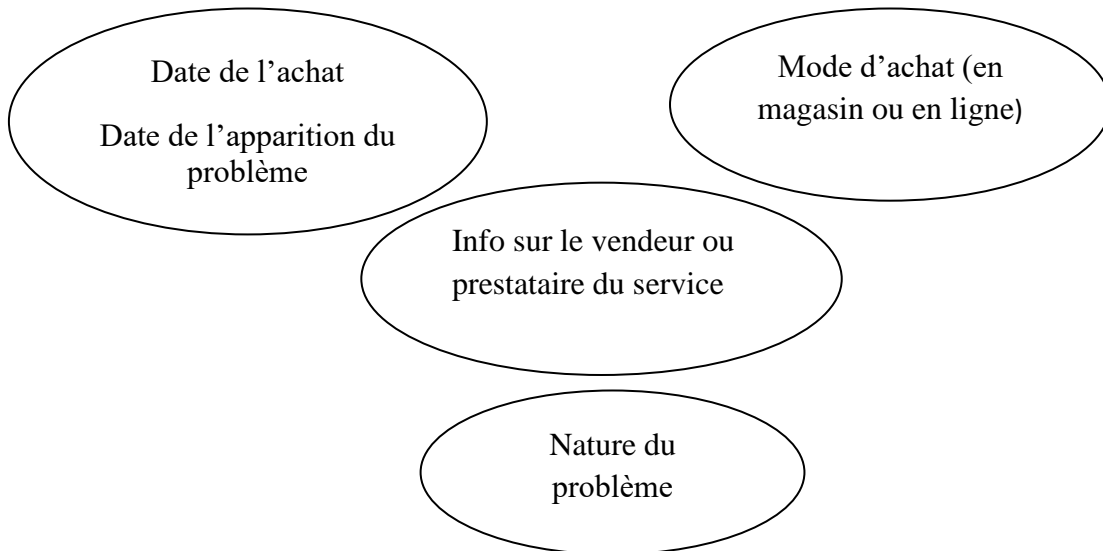 Date de l’achat
Date de l’apparition du
problème
Mode d’achat (en
magasin ou en ligne)
Info sur le vendeur ou
prestataire du service
Nature du
problème